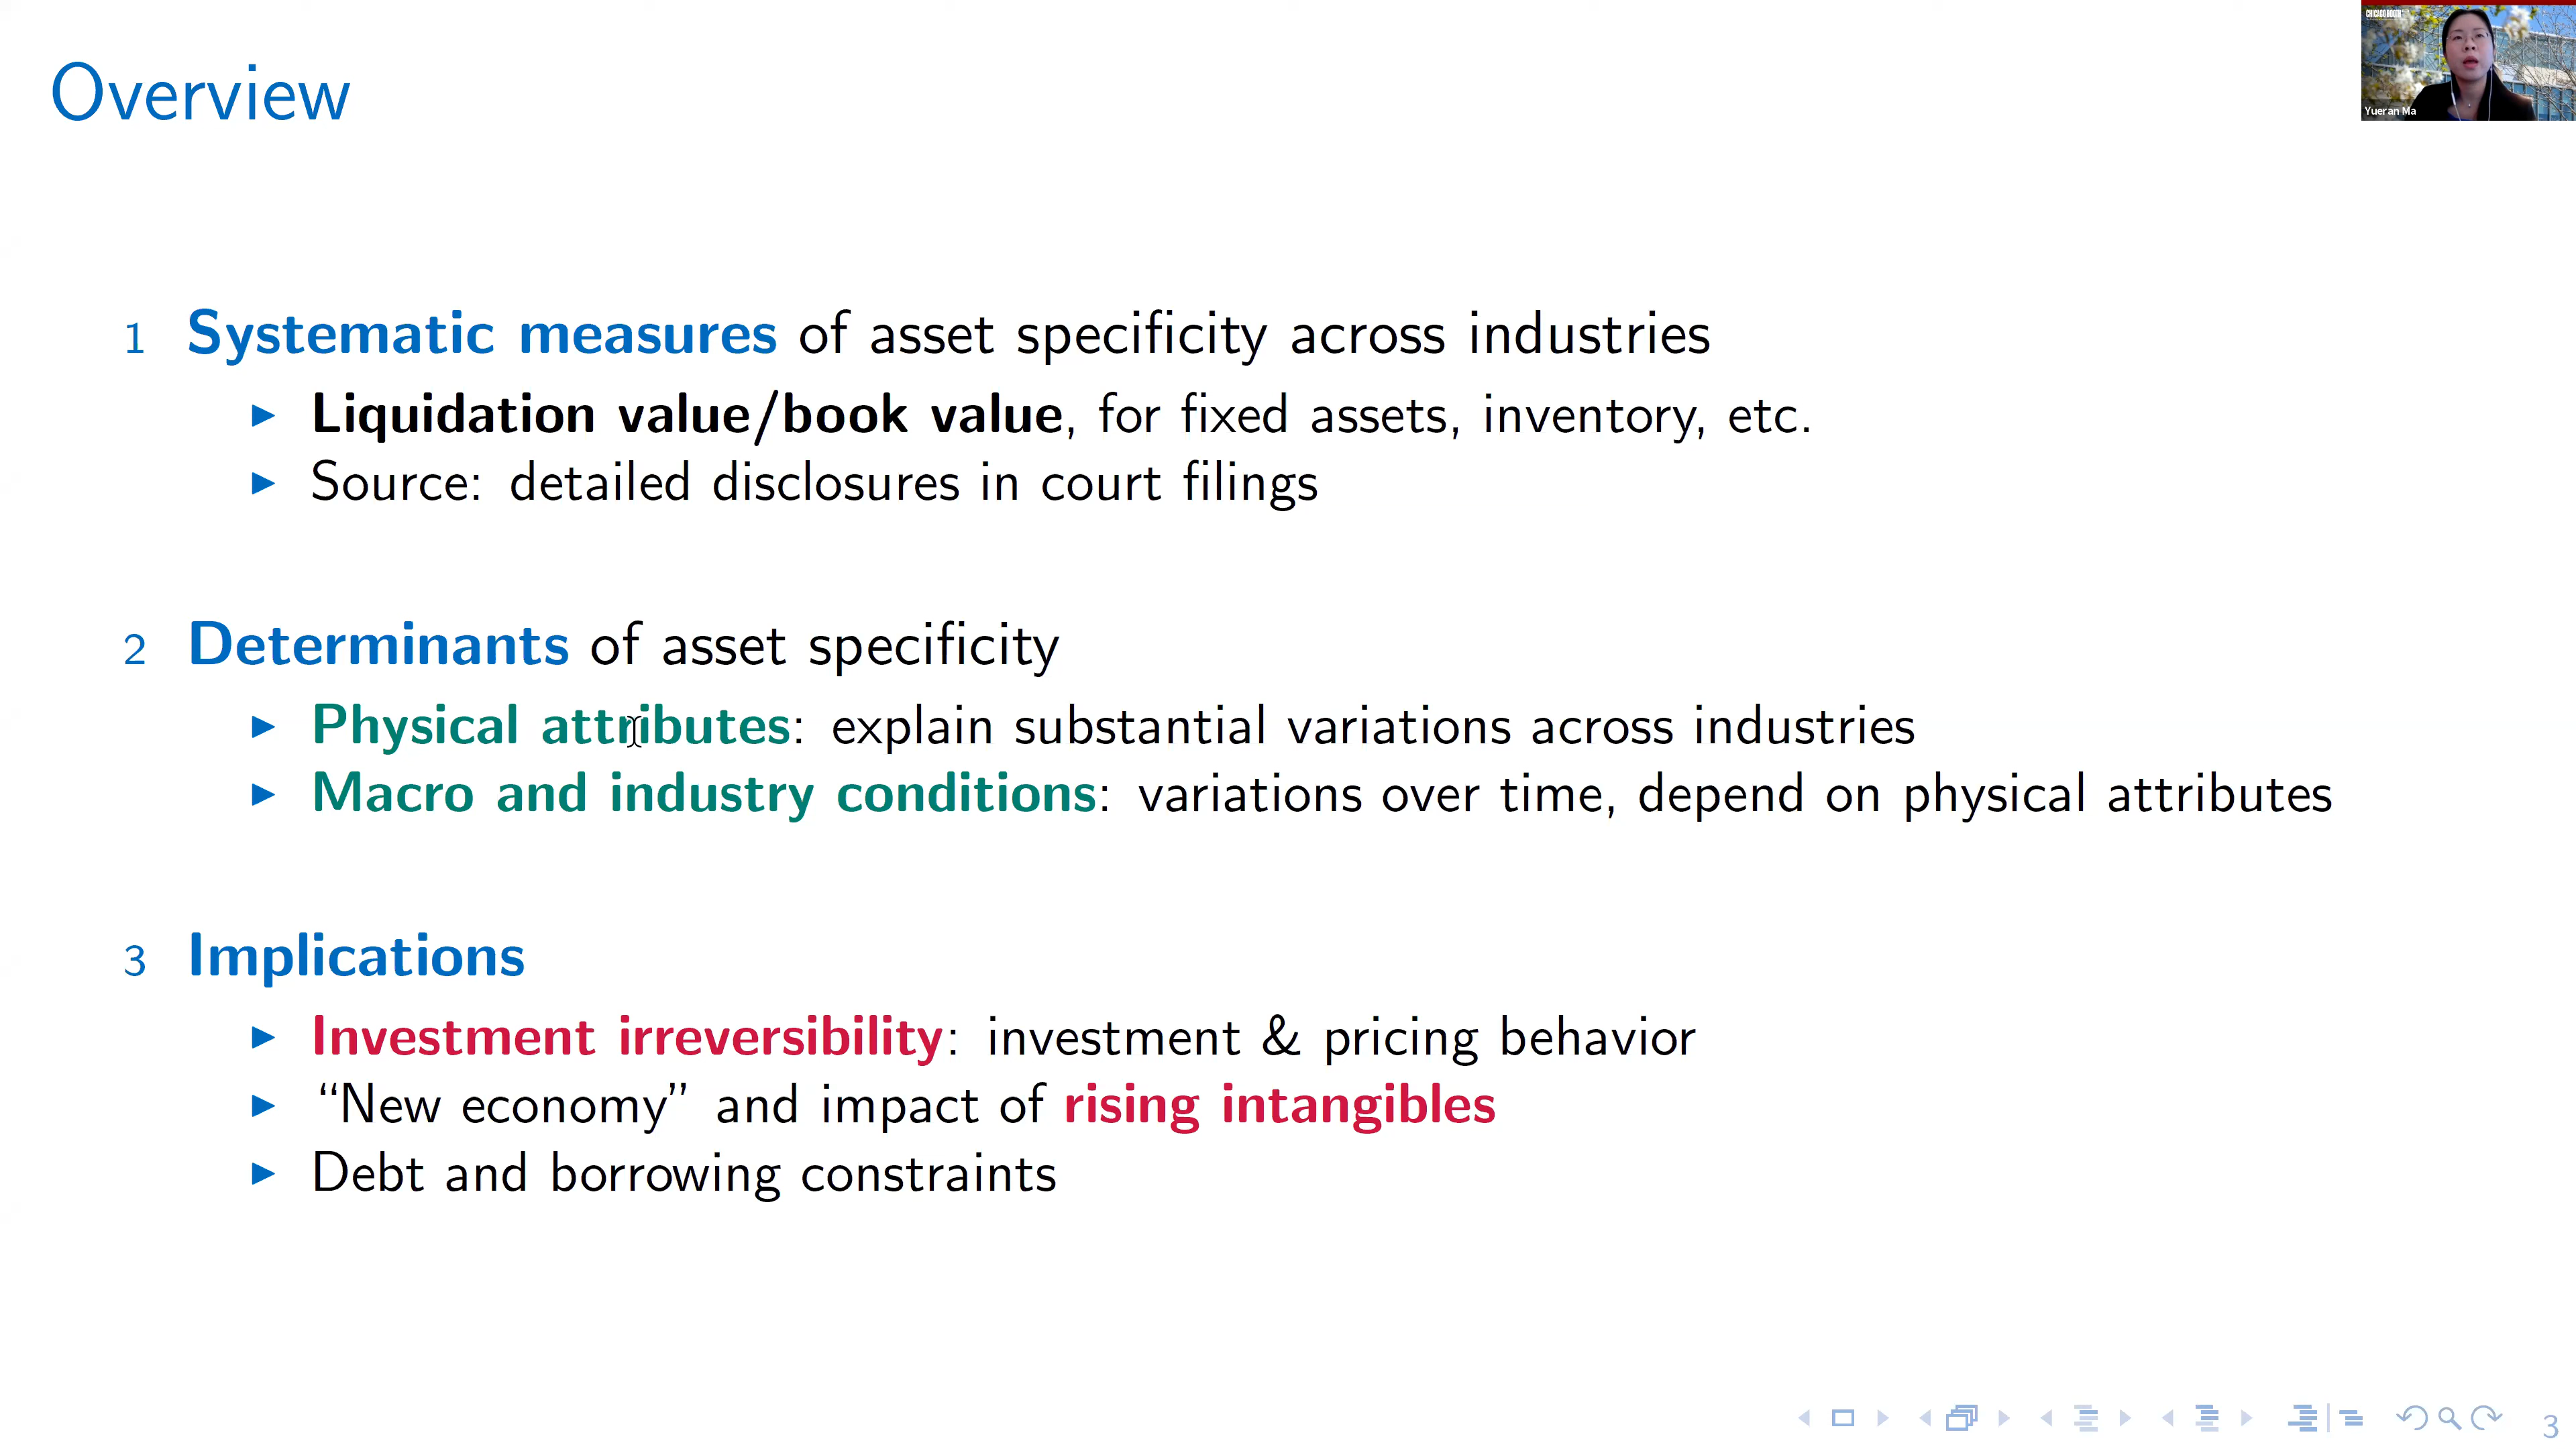 Overview
CHICAGO BOOTH
Yueran Ma
1 Systematic measures of asset specificity across industries
▶ Liquidation value/book value, for fixed assets, inventory, etc.
▶ Source: detailed disclosures in court filings
2 Determinants of asset specificity
▶ Physical attributes: explain substantial variations across industries
▶ Macro and industry conditions: variations over time, depend on physical attributes
3 Implications
▶ Investment irreversibility: investment & pricing behavior
▶ “New economy” and impact of rising intangibles
▶ Debt and borrowing constraints
3